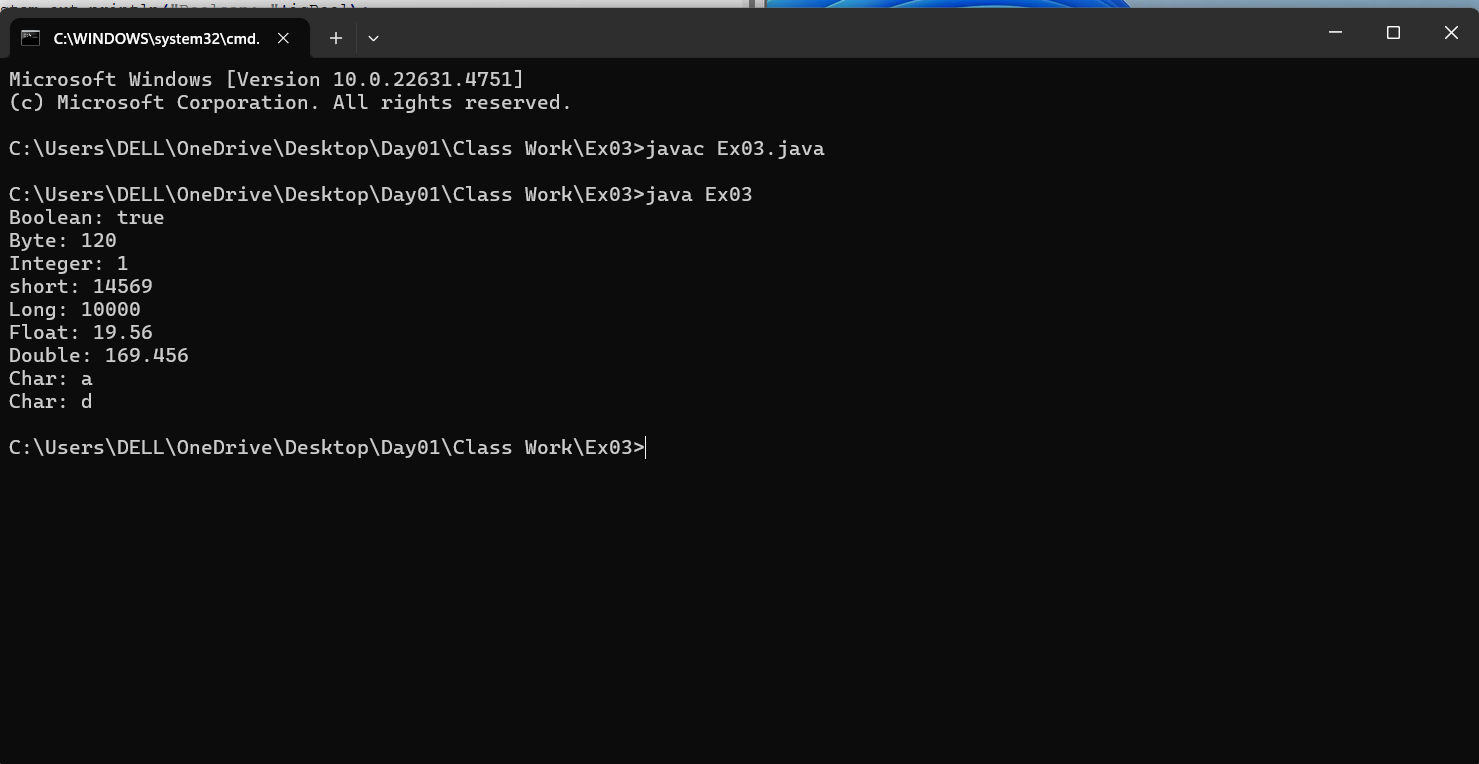 C:\WINDOWS\system32\cmd.
Microsoft Windows [Version 10.0.22631.4751]
(c) Microsoft Corporation. All rights reserved.
C:\Users\DELL\OneDrive\Desktop\Day01\Class Work\Ex03>javac Ex03.java
C:\Users\DELL\OneDrive\Desktop\Day01\Class Work\Ex03>java Ex03
Boolean: true
Byte: 120
Integer: 1
short: 14569
Long: 10000
Float: 19.56
Double: 169.456
Char: a
Char: d
C:\Users\DELL\OneDrive\Desktop\Day01\Class Work\Ex03>